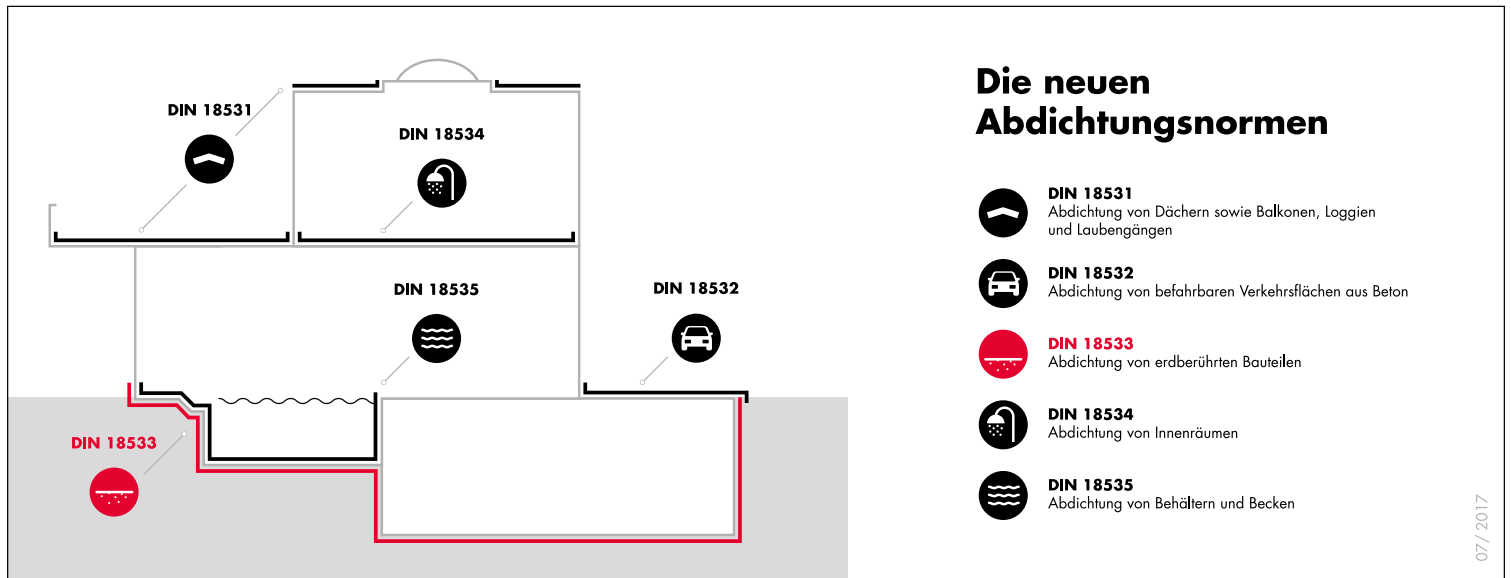 DIN 18531
DIN 18534
DIN 18535
DIN 18532
DIN 18533
Die neuen
Abdichtungsnormen
DIN 18531
Abdichtung von Dächern sowie Balkonen, Loggien
und Laubengängen
DIN 18532
Abdichtung von befahrbaren Verkehrsflächen aus Beton
DIN 18533
Abdichtung von erdberührten Bauteilen
DIN 18534
Abdichtung von Innenräumen
DIN 18535
Abdichtung von Behältern und Becken
07/ 2017